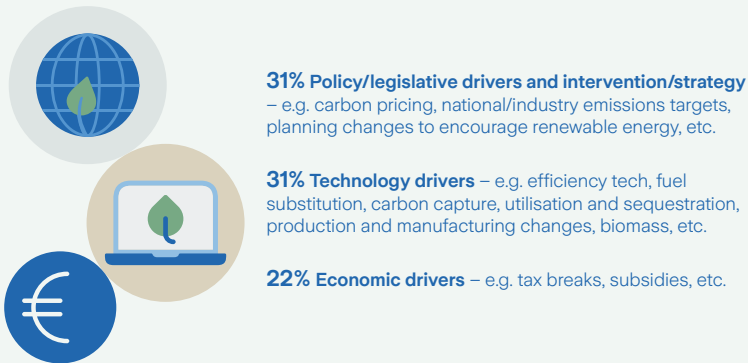 31% Policy/legislative drivers and intervention/strategy
– e.g. carbon pricing, national/industry emissions targets,
planning changes to encourage renewable energy, etc.
31% Technology drivers – e.g. efficiency tech, fuel
substitution, carbon capture, utilisation and sequestration,
production and manufacturing changes, biomass, etc.
€
22% Economic drivers – e.g. tax breaks, subsidies, etc.